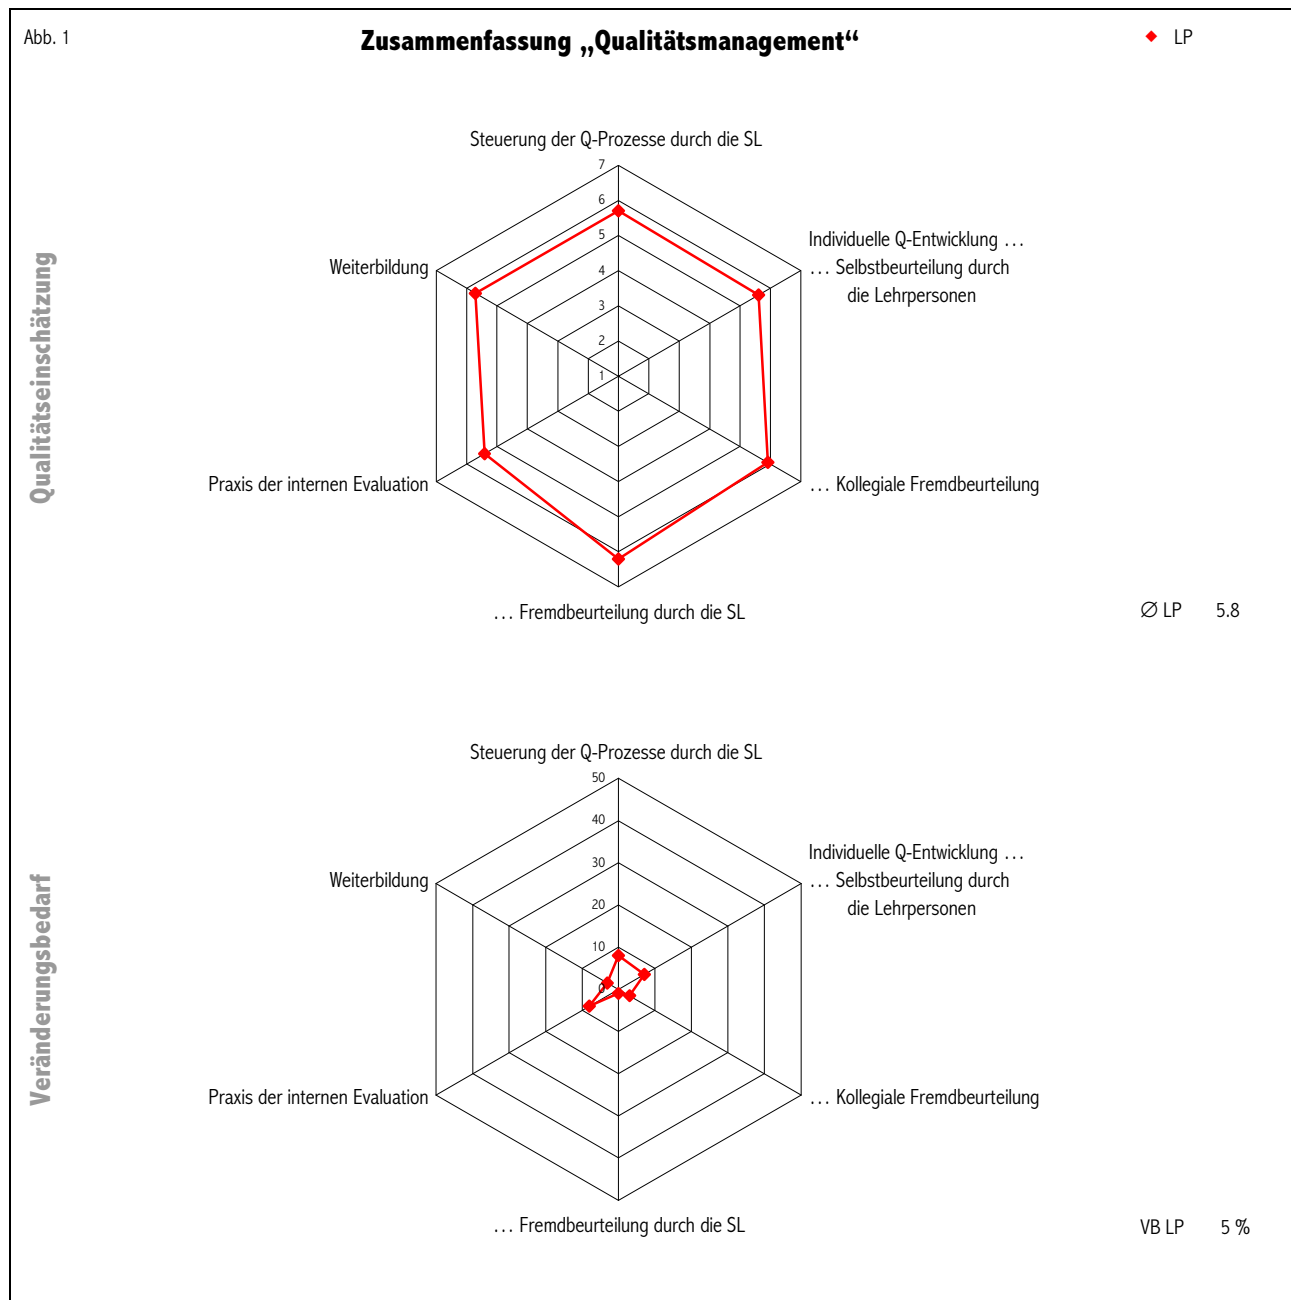 Abb. 1
Zusammenfassung „Qualitätsmanagement“
LP
Qualitätseinschätzung
Steuerung der Q-Prozesse durch die SL
7
6
5
4
3
2
1
Individuelle Q-Entwicklung …
… Selbstbeurteilung durch
die Lehrpersonen
Weiterbildung
Praxis der internen Evaluation
… Kollegiale Fremdbeurteilung
… Fremdbeurteilung durch die SL
∅ LP 5.8
Veränderungsbedarf
Steuerung der Q-Prozesse durch die SL
50
40
30
20
10
0
Individuelle Q-Entwicklung …
… Selbstbeurteilung durch
die Lehrpersonen
Weiterbildung
Praxis der internen Evaluation
… Kollegiale Fremdbeurteilung
… Fremdbeurteilung durch die SL
VB LP 5 %